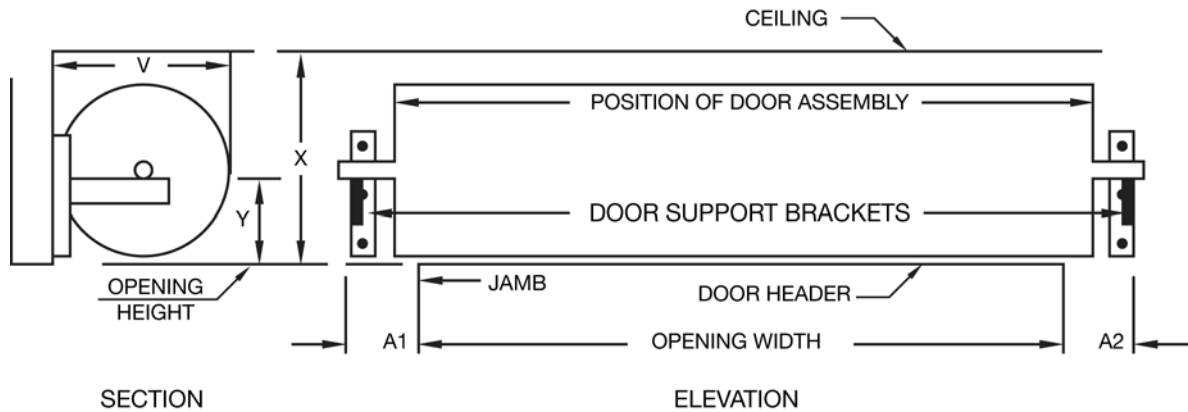 CEILING
V
POSITION OF DOOR ASSEMBLY
X
Y
DOOR SUPPORT BRACKETS
OPENING
HEIGHT
JAMB
DOOR HEADER
A1
OPENING WIDTH
A2
SECTION
ELEVATION